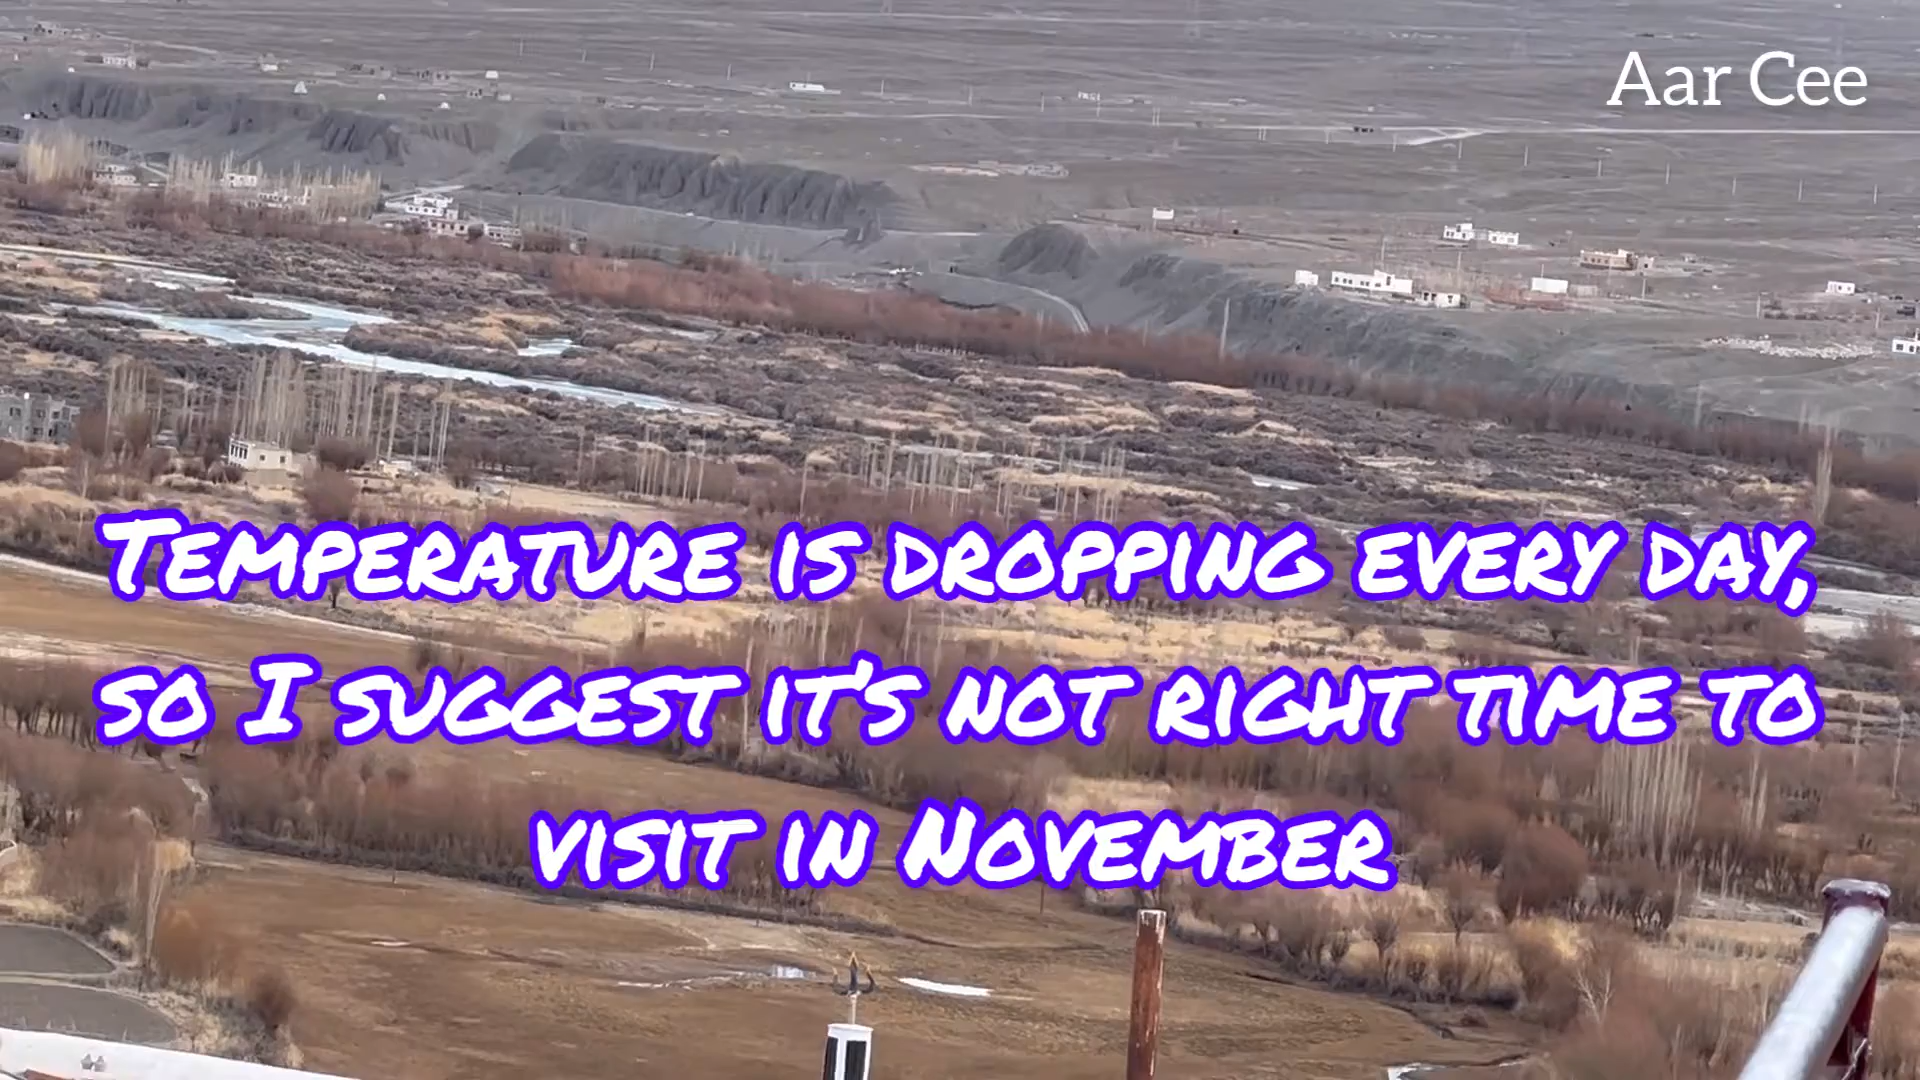 Aar Cee
Temperature is dropping every day,
so I suggest it's not right time to
visit in November